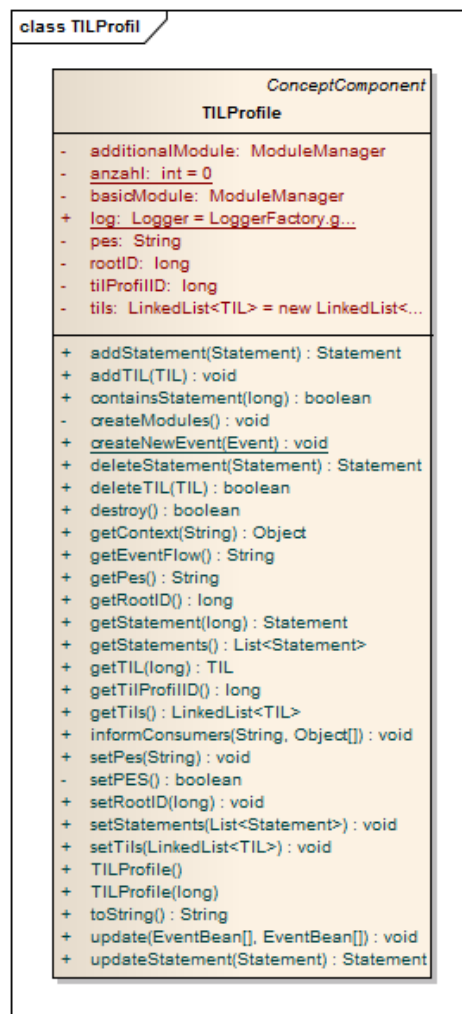 class TILProfil
ConceptComponent
TILProfile
- additionalModule: ModuleManager
- anzahl: int = 0
- basicModule: ModuleManager
+ log: Logger = LoggerFactory.g...
- pes: String
- rootID: long
- tilProfilID: long
- tils: LinkedList<TIL> = new LinkedList<...
+ addStatement(Statement) : Statement
+ addTIL(TIL) : void
+ containsStatement(long) : boolean
- createModules() : void
+ createNewEvent(Event) : void
+ deleteStatement(Statement) : Statement
+ deleteTIL(TIL) : boolean
+ destroy() : boolean
+ getContext(String) : Object
+ getEventFlow() : String
+ getPes() : String
+ getRootID() : long
+ getStatement(long) : Statement
+ getStatements() : List<Statement>
+ getTIL(long) : TIL
+ getTilProfilID() : long
+ getTils() : LinkedList<TIL>
+ informConsumers(String, Object[]) : void
+ setPes(String) : void
- setPES() : boolean
+ setRootID(long) : void
+ setStatements(List<Statement>) : void
+ setTils(LinkedList<TIL>) : void
+ TILProfile()
+ TILProfile(long)
+ toString() : String
+ update(EventBean[], EventBean[]) : void
+ updateStatement(Statement) : Statement